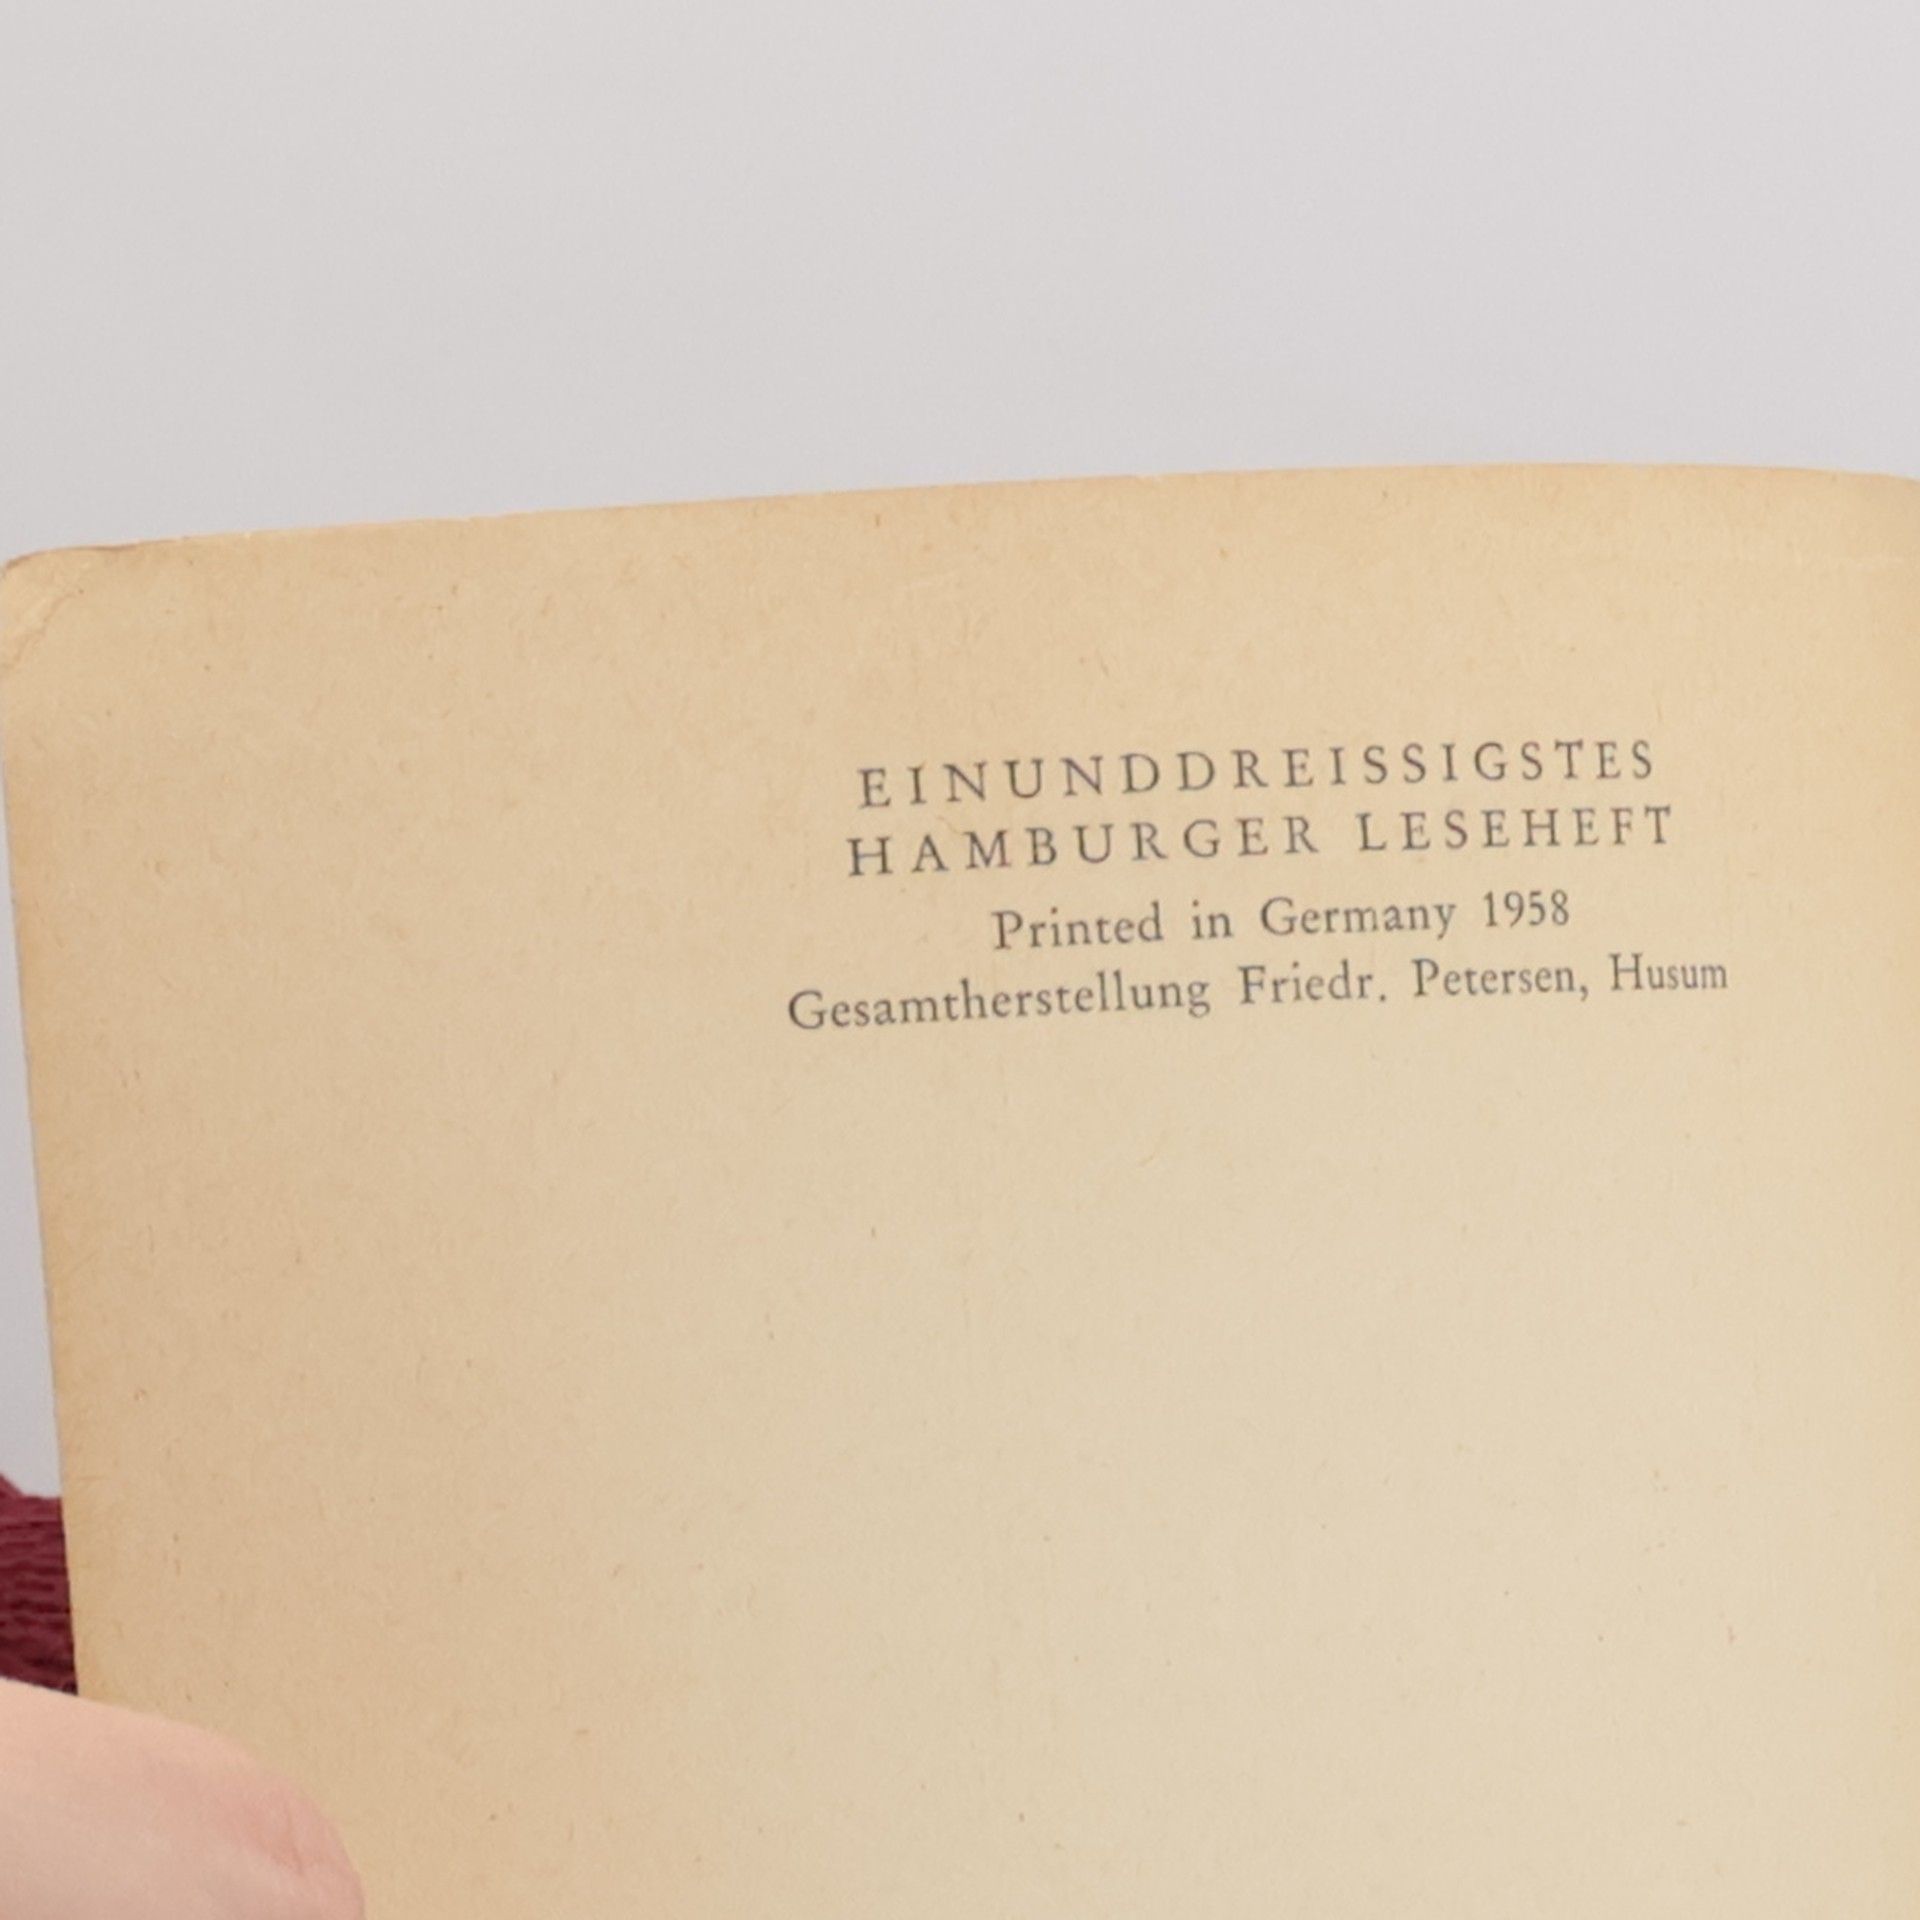 EINUNDDREISSIGSTES
HAMBURGER LESEHEFT
Printed in Germany 1958
Gesamtherstellung Friedr. Petersen, Husum